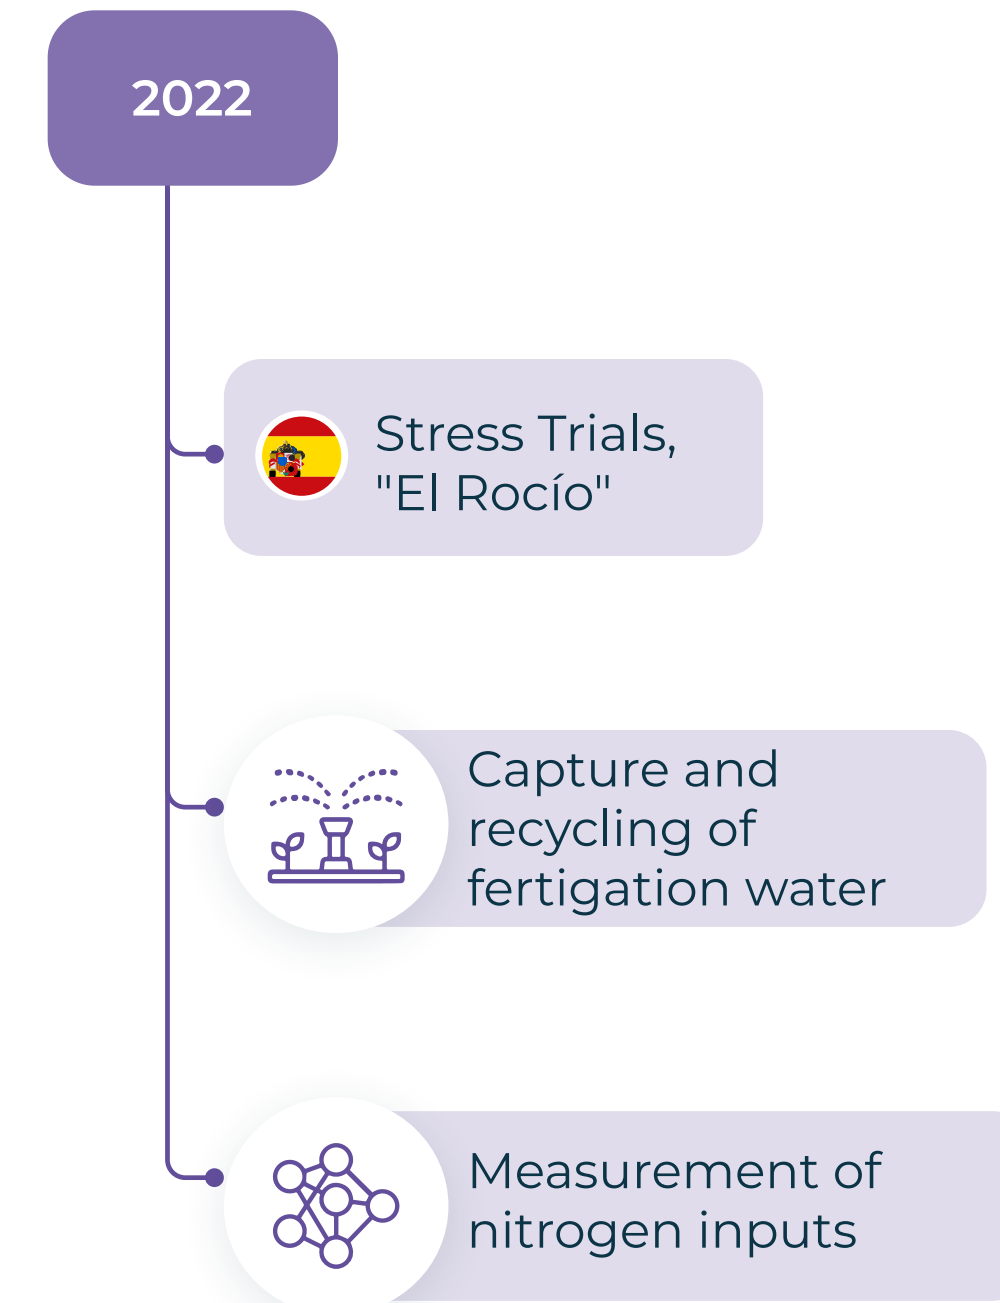 2022
Stress Trials,
"El Rocío"
Capture and
recycling of
fertigation water
Measurement of
nitrogen inputs